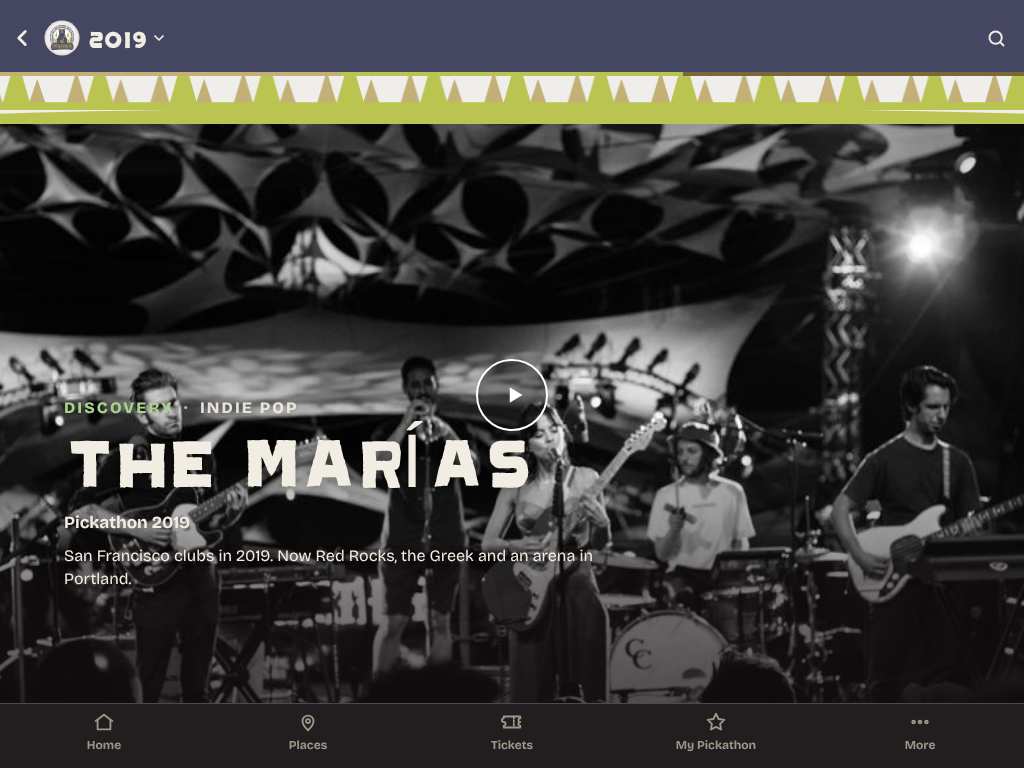 2019
DISCOVERY · INDIE POP
THE MARÍAS
Pickathon 2019
San Francisco clubs in 2019. Now Red Rocks, the Greek and an arena in
Portland.
CC
Home
Places
Tickets
My Pickathon
More